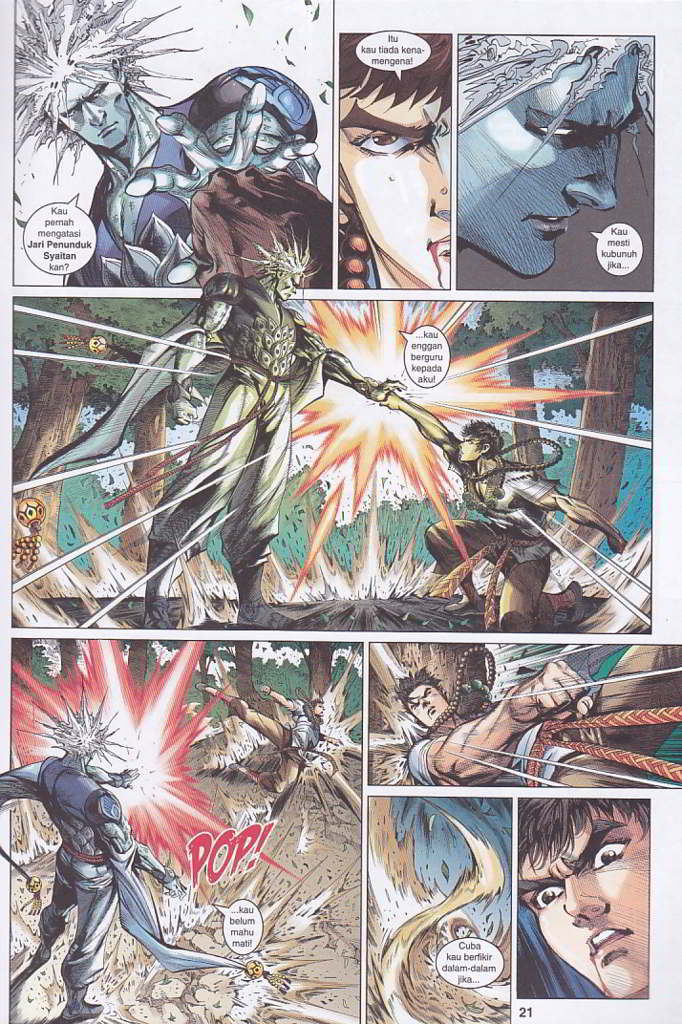 Kau
pernah
mengatasi
Jari Penunduk
Syaitan
kan?
Itu
kau tiada kena-
mengena!
Kau
mesti
kubunuh
jika...
...kau
enggan
berguru
kepada
aku!
POP!
...kau
belum
mahu
mati!
Cuba
kau berfikir
dalam-dalam
jika...
21